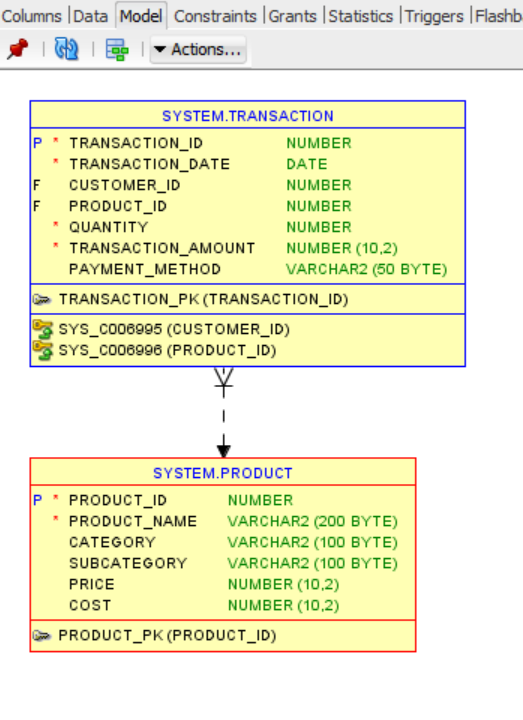 Columns | Data | Model | Constraints | Grants | Statistics | Triggers | Flashb
Actions...
SYSTEM.TRANSACTION
P * TRANSACTION_ID NUMBER
* TRANSACTION_DATE DATE
F CUSTOMER_ID NUMBER
F PRODUCT_ID NUMBER
* QUANTITY NUMBER
* TRANSACTION_AMOUNT NUMBER (10,2)
PAYMENT_METHOD VARCHAR2 (50 BYTE)
TRANSACTION_PK (TRANSACTION_ID)
SYS_C006995 (CUSTOMER_ID)
SYS_C006996 (PRODUCT_ID)
SYSTEM.PRODUCT
P * PRODUCT_ID NUMBER
* PRODUCT_NAME VARCHAR2 (200 BYTE)
CATEGORY VARCHAR2 (100 BYTE)
SUBCATEGORY VARCHAR2 (100 BYTE)
PRICE NUMBER (10,2)
COST NUMBER (10,2)
PRODUCT_PK (PRODUCT_ID)